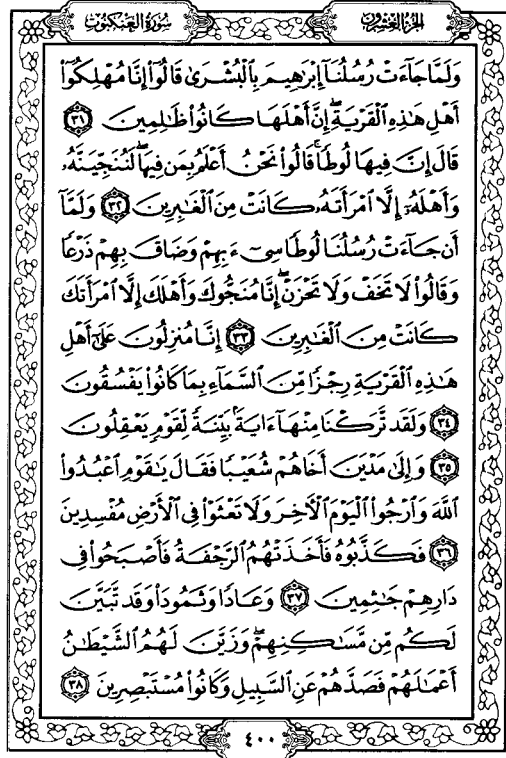 الجزء العشرون
سورة العنكبوت
وَلَمَّا جَآءَتْ رُسُلُنَآ إِبْرَٰهِيمَ بِٱلْبُشْرَىٰ قَالُوٓا۟ إِنَّا مُهْلِكُوٓا۟
أَهْلِ هَٰذِهِ ٱلْقَرْيَةِ ۖ إِنَّ أَهْلَهَا كَانُوا۟ ظَٰلِمِينَ ٣١
قَالَ إِنَّ فِيهَا لُوطًا ۚ قَالُوا۟ نَحْنُ أَعْلَمُ بِمَن فِيهَا ۖ لَنُنَجِّيَنَّهُۥ
وَأَهْلَهُۥٓ إِلَّا ٱمْرَأَتَهُۥ كَانَتْ مِنَ ٱلْغَٰبِرِينَ ٣٢ وَلَمَّآ
أَن جَآءَتْ رُسُلُنَا لُوطًا سِىٓءَ بِهِمْ وَضَاقَ بِهِمْ ذَرْعًا
وَقَالُوا۟ لَا تَخَفْ وَلَا تَحْزَنْ ۖ إِنَّا مُنَجُّوكَ وَأَهْلَكَ إِلَّا ٱمْرَأَتَكَ
كَانَتْ مِنَ ٱلْغَٰبِرِينَ ٣٣ إِنَّا مُنزِلُونَ عَلَىٰٓ أَهْلِ
هَٰذِهِ ٱلْقَرْيَةِ رِجْزًا مِّنَ ٱلسَّمَآءِ بِمَا كَانُوا۟ يَفْسُقُونَ
٣٤ وَلَقَد تَّرَكْنَا مِنْهَآ ءَايَةًۢ بَيِّنَةً لِّقَوْمٍ يَعْقِلُونَ
٣٥ وَإِلَىٰ مَدْيَنَ أَخَاهُمْ شُعَيْبًا فَقَالَ يَٰقَوْمِ ٱعْبُدُوا۟
ٱللَّهَ وَٱرْجُوا۟ ٱلْيَوْمَ ٱلْءَاخِرَ وَلَا تَعْثَوْا۟ فِى ٱلْأَرْضِ مُفْسِدِينَ
٣٦ فَكَذَّبُوهُ فَأَخَذَتْهُمُ ٱلرَّجْفَةُ فَأَصْبَحُوا۟ فِى
دَارِهِمْ جَٰثِمِينَ ٣٧ وَعَادًا وَثَمُودَا۟ وَقَد تَّبَيَّنَ
لَكُم مِّن مَّسَٰكِنِهِمْ ۖ وَزَيَّنَ لَهُمُ ٱلشَّيْطَٰنُ
أَعْمَٰلَهُمْ فَصَدَّهُمْ عَنِ ٱلسَّبِيلِ وَكَانُوا۟ مُسْتَبْصِرِينَ ٣٨
٤٠٠